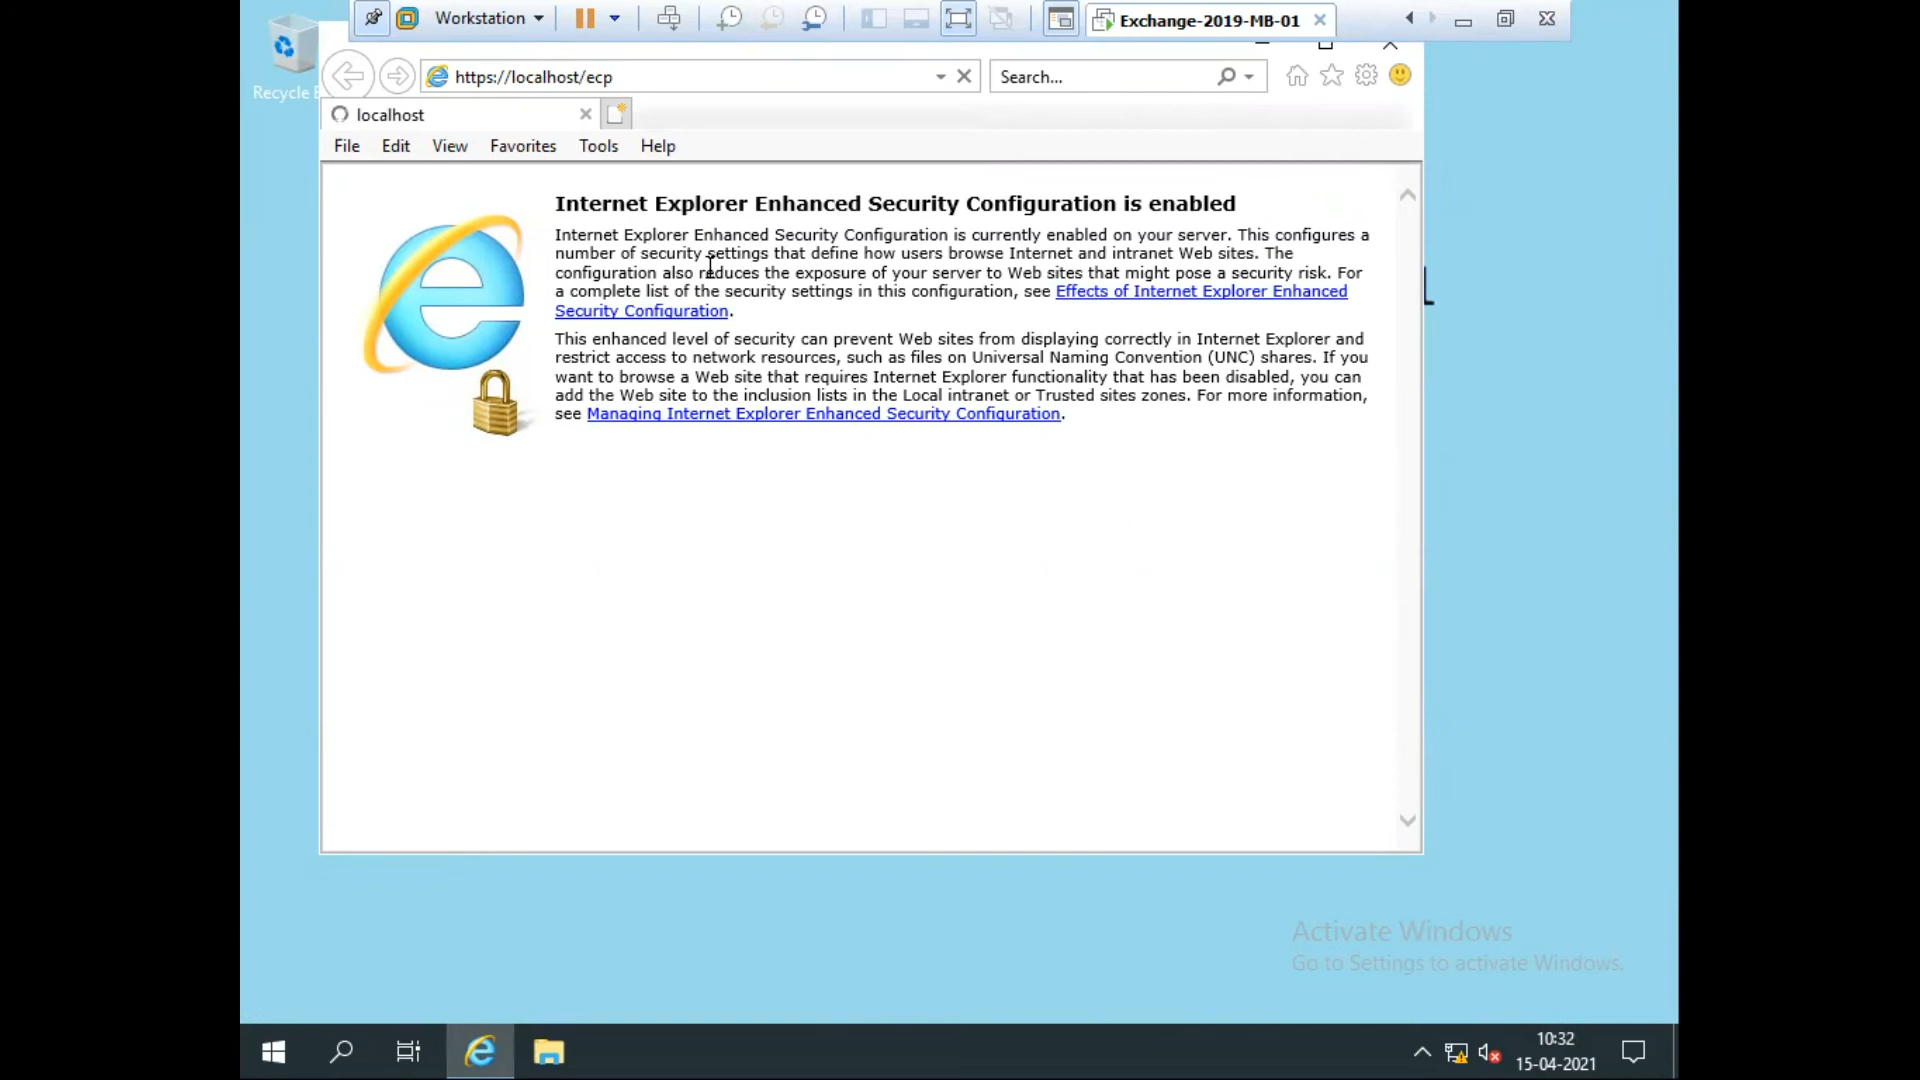 Workstation
Exchange-2019-MB-01
Recycle B
https://localhost/ecp
Search...
localhost
File Edit View Favorites Tools Help
Internet Explorer Enhanced Security Configuration is enabled
Internet Explorer Enhanced Security Configuration is currently enabled on your server. This configures a
number of security settings that define how users browse Internet and intranet Web sites. The
configuration also reduces the exposure of your server to Web sites that might pose a security risk. For
a complete list of the security settings in this configuration, see Effects of Internet Explorer Enhanced
Security Configuration.
This enhanced level of security can prevent Web sites from displaying correctly in Internet Explorer and
restrict access to network resources, such as files on Universal Naming Convention (UNC) shares. If you
want to browse a Web site that requires Internet Explorer functionality that has been disabled, you can
add the Web site to the inclusion lists in the Local intranet or Trusted sites zones. For more information,
see Managing Internet Explorer Enhanced Security Configuration.
Activate Windows
Go to Settings to activate Windows.
10:32
15-04-2021